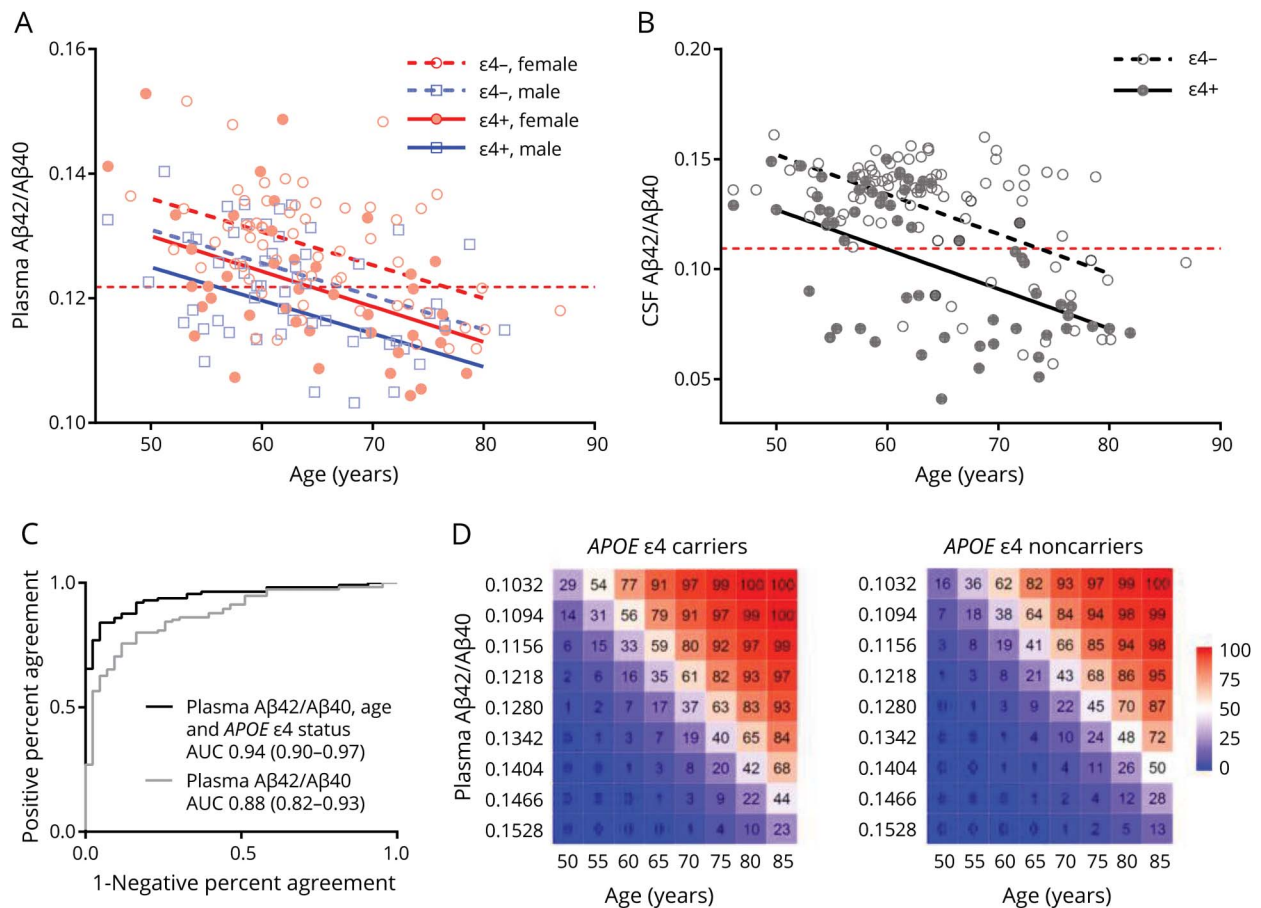 A
0.16
0.14
0.12
0.10
Plasma Aβ42/Aβ40
ε4–, female
ε4–, male
ε4+, female
ε4+, male
50 60 70 80 90
Age (years)
B
0.20
0.15
0.10
0.05
CSF Aβ42/Aβ40
ε4–
ε4+
50 60 70 80 90
Age (years)
C
1.0
0.5
0.0
Positive percent agreement
Plasma Aβ42/Aβ40, age
and APOE ε4 status
AUC 0.94 (0.90–0.97)
Plasma Aβ42/Aβ40
AUC 0.88 (0.82–0.93)
0.0 0.5 1.0
1-Negative percent agreement
D
APOE ε4 carriers
Plasma Aβ42/Aβ40
0.1032 29 54 77 91 97 99 100 100
0.1094 14 31 56 79 91 97 99 100
0.1156 6 15 33 59 80 92 97 99
0.1218 2 6 16 35 61 82 93 97
0.1280 1 2 7 17 37 63 83 93
0.1342 0 1 3 7 19 40 65 84
0.1404 0 0 1 3 8 20 42 68
0.1466 0 0 0 1 3 9 22 44
0.1528 0 0 0 0 1 4 10 23
50 55 60 65 70 75 80 85
Age (years)
APOE ε4 noncarriers
16 36 62 82 93 97 99 100
7 18 38 64 84 94 98 99
3 8 19 41 66 85 94 98
1 3 8 21 43 68 86 95
0 1 3 9 22 45 70 87
0 0 1 4 10 24 48 72
0 0 1 1 4 11 26 50
0 0 0 1 2 4 12 28
0 0 0 0 1 2 5 13
50 55 60 65 70 75 80 85
Age (years)
100
75
50
25
0